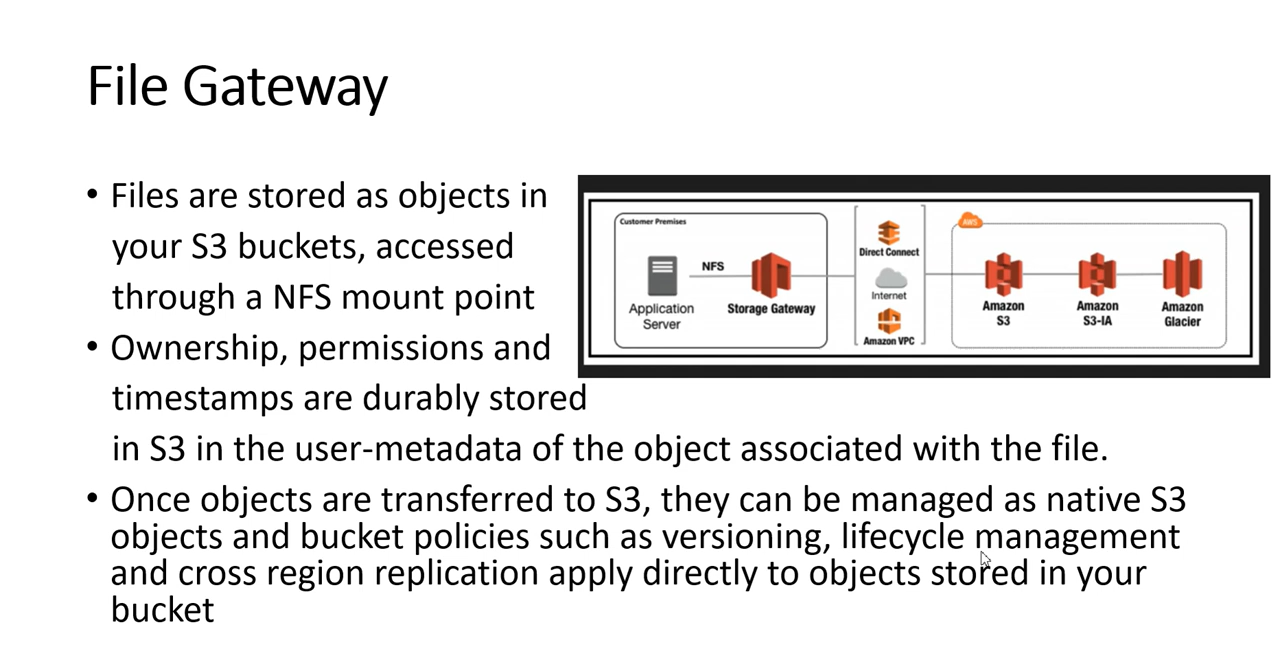 File Gateway
• Files are stored as objects in
your S3 buckets, accessed
through a NFS mount point
• Ownership, permissions and
timestamps are durably stored
in S3 in the user-metadata of the object associated with the file.
• Once objects are transferred to S3, they can be managed as native S3
objects and bucket policies such as versioning, lifecycle management
and cross region replication apply directly to objects stored in your
bucket
Customer Premises
NFS
Application
Server
Storage Gateway
Direct Connect
Internet
Amazon VPC
AWS
Amazon
S3
Amazon
S3-IA
Amazon
Glacier